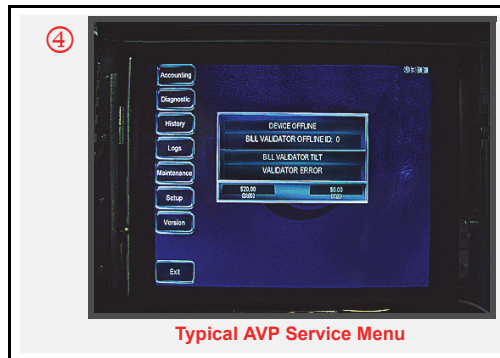 ④
Accounting
Diagnostic
History
Logs
Maintenance
Setup
Version
Exit
DEVICE OFFLINE
BILL VALIDATOR OFFLINE ID: 0
BILL VALIDATOR TILT
VALIDATOR ERROR
$20.00
$0.00
Typical AVP Service Menu